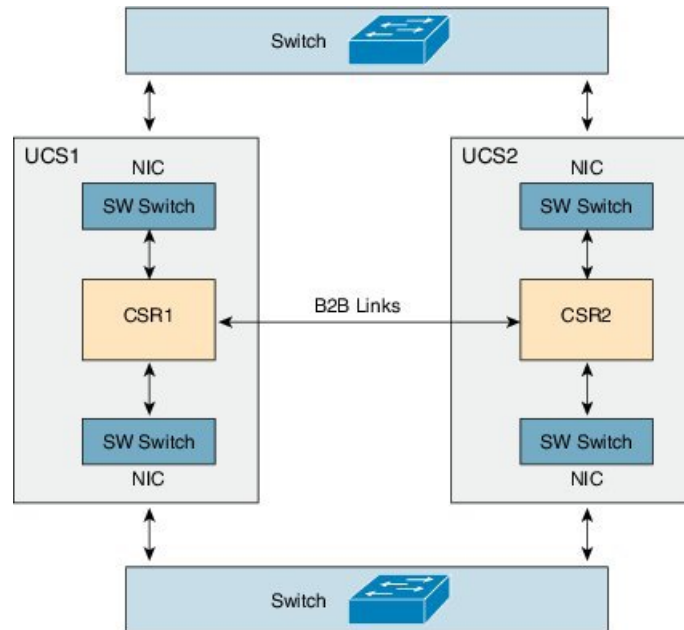 Switch
UCS1
NIC
SW Switch
CSR1
SW Switch
NIC
B2B Links
UCS2
NIC
SW Switch
CSR2
SW Switch
NIC
Switch